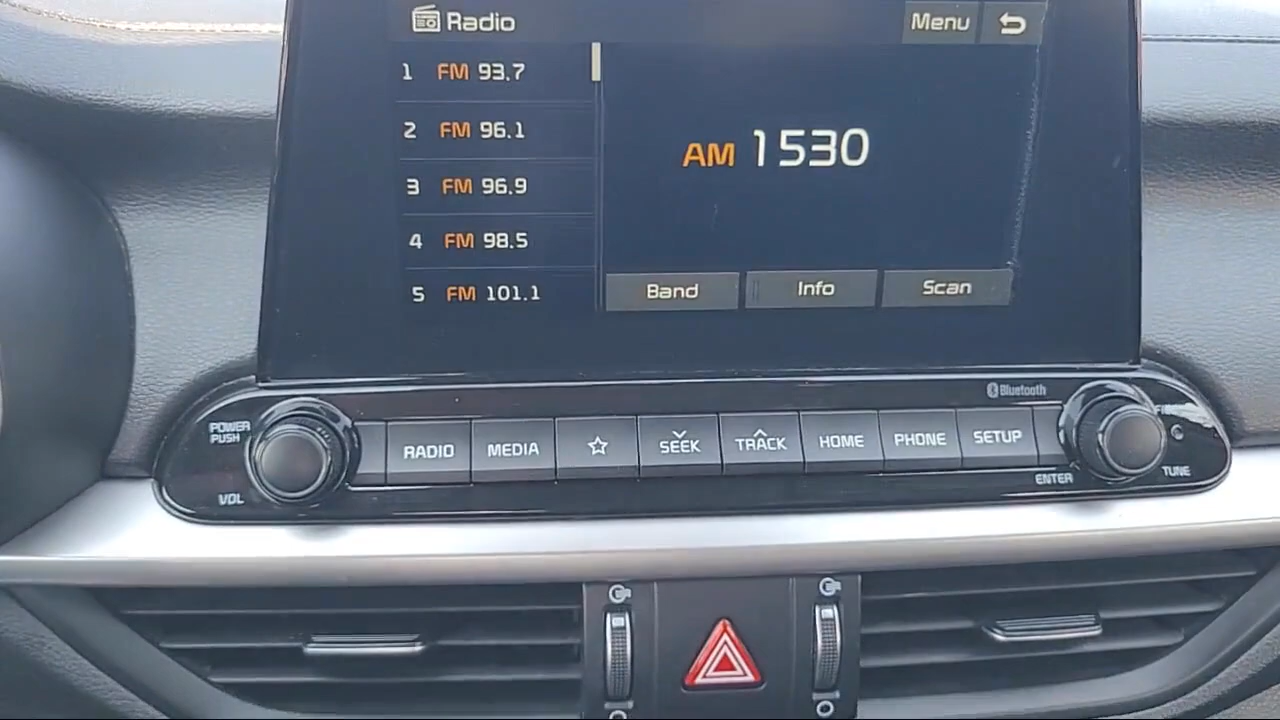 Radio
Menu
1 FM 93.7
2 FM 96.1
3 FM 96.9
4 FM 98.5
5 FM 101.1
AM 1530
Band
Info
Scan
Bluetooth
POWER
PUSH
VOL
RADIO
MEDIA
SEEK
TRACK
HOME
PHONE
SETUP
ENTER
TUNE